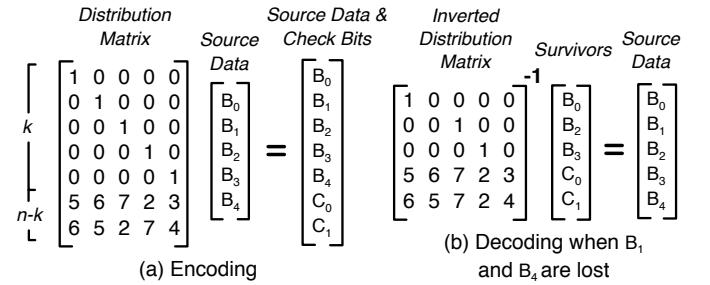 Distribution Matrix
Source Data
Source Data & Check Bits
k
n-k
1 0 0 0 0
0 1 0 0 0
0 0 1 0 0
0 0 0 1 0
0 0 0 0 1
5 6 7 2 3
6 5 2 7 4
B0
B1
B2
B3
B4
=
B0
B1
B2
B3
B4
C0
C1
(a) Encoding
Inverted Distribution Matrix
Survivors
Source Data
-1
1 0 0 0 0
0 0 1 0 0
0 0 0 1 0
5 6 7 2 3
6 5 7 2 4
B0
B2
B3
C0
C1
=
B0
B1
B2
B3
B4
(b) Decoding when B1
and B4 are lost